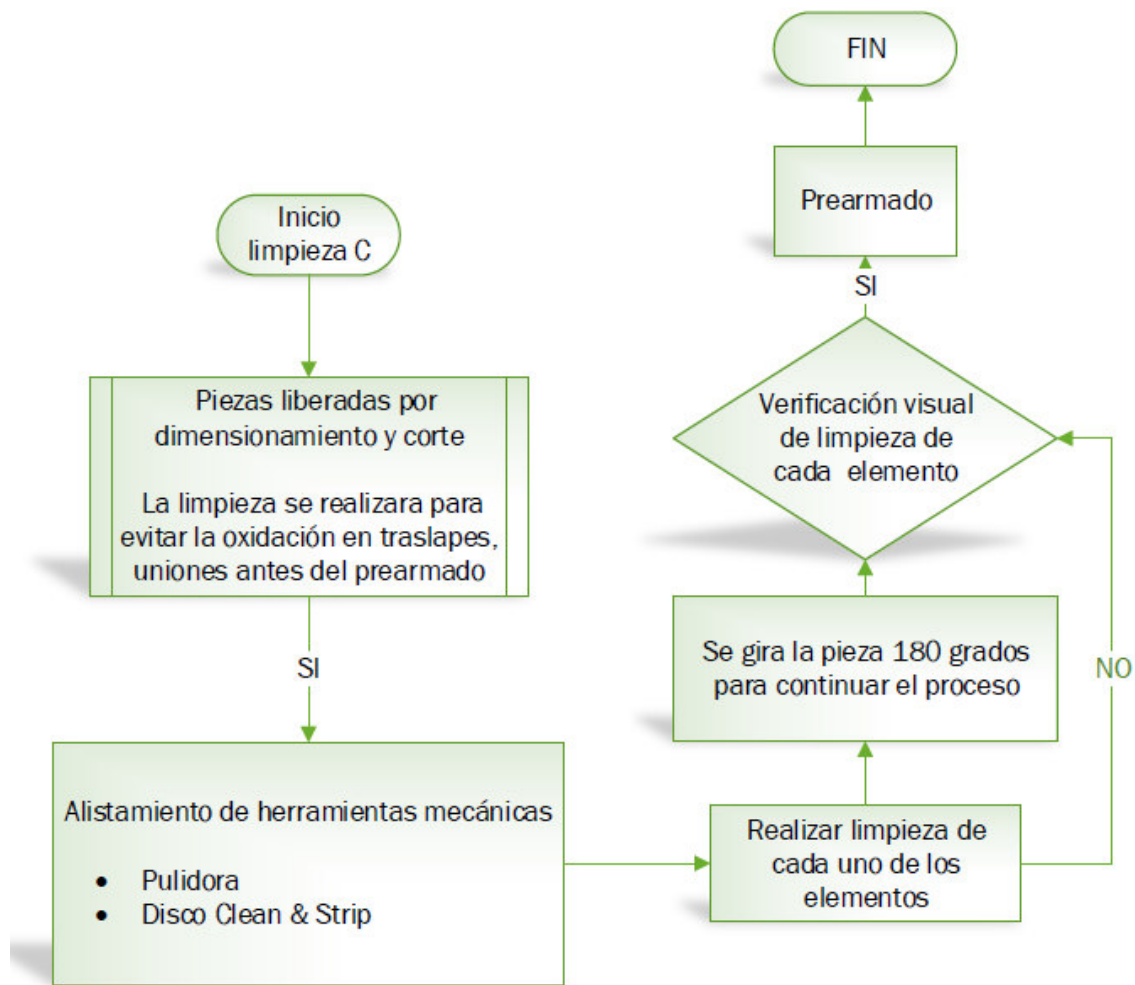 Inicio
limpieza C
Piezas liberadas por
dimensionamiento y corte
La limpieza se realizara para
evitar la oxidación en traslapes,
uniones antes del prearmado
SI
Alistamiento de herramientas mecánicas
• Pulidora
• Disco Clean & Strip
Realizar limpieza de
cada uno de los
elementos
NO
Se gira la pieza 180 grados
para continuar el proceso
Verificación visual
de limpieza de
cada elemento
SI
Prearmado
FIN